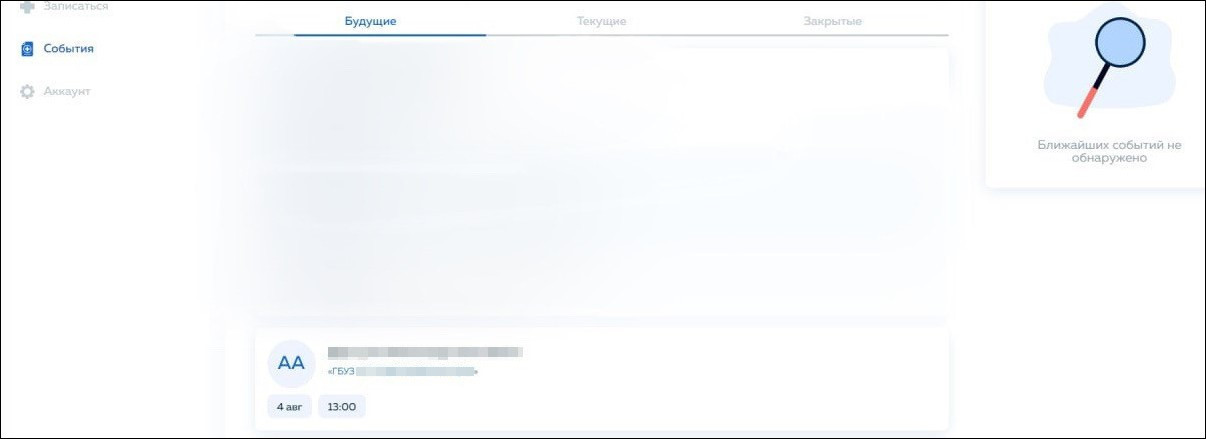 Записаться
События
Аккаунт
Будущие
Текущие
Закрытые
Ближайших событий не
обнаружено
АА
«ГБУЗ »
4 авг
13:00